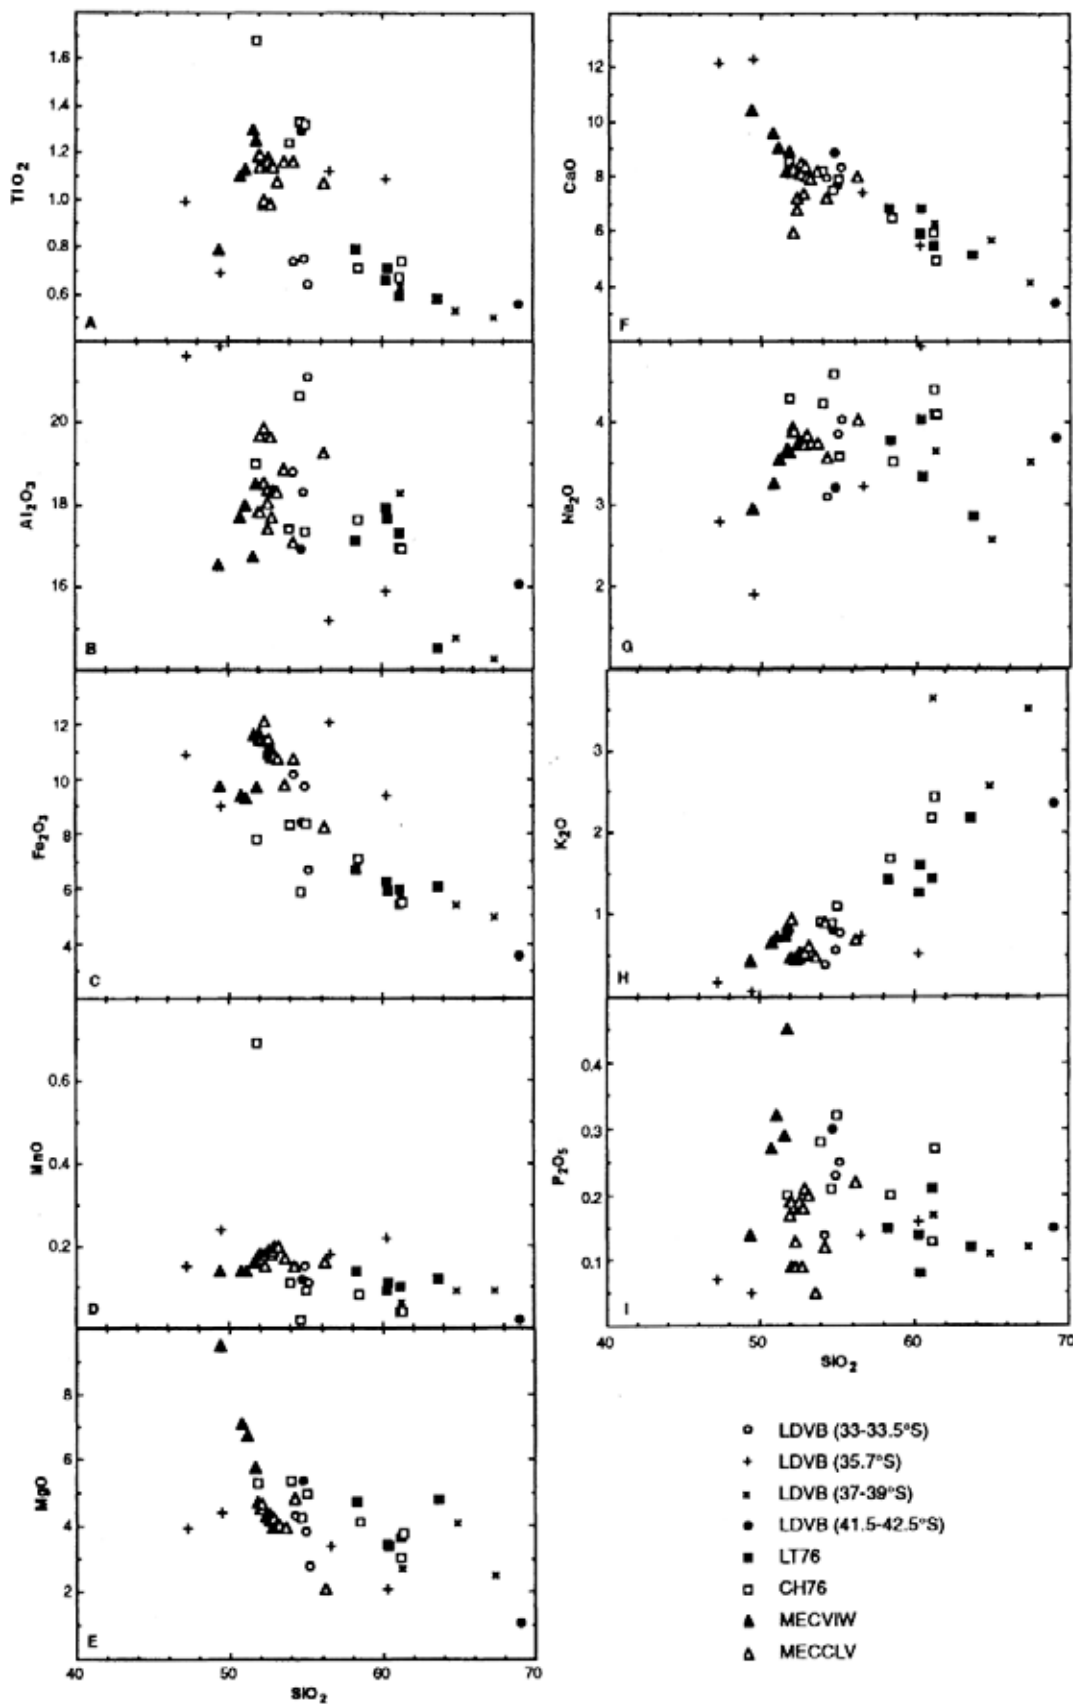 1.6
1.4
1.2
1.0
0.8
0.6
TiO2
A
20
18
16
Al2O3
B
12
10
8
6
4
Fe2O3
C
0.6
0.4
0.2
MnO
D
8
6
4
2
MgO
E
40
50
60
70
SiO2
12
10
8
6
4
CaO
F
4
3
2
Na2O
G
3
2
1
0
K2O
H
0.4
0.3
0.2
0.1
P2O5
I
40
50
60
70
SiO2
LDVB (33-33.5°S)
LDVB (35.7°S)
LDVB (37-39°S)
LDVB (41.5-42.5°S)
LT76
CH76
MECVIW
MECCLV